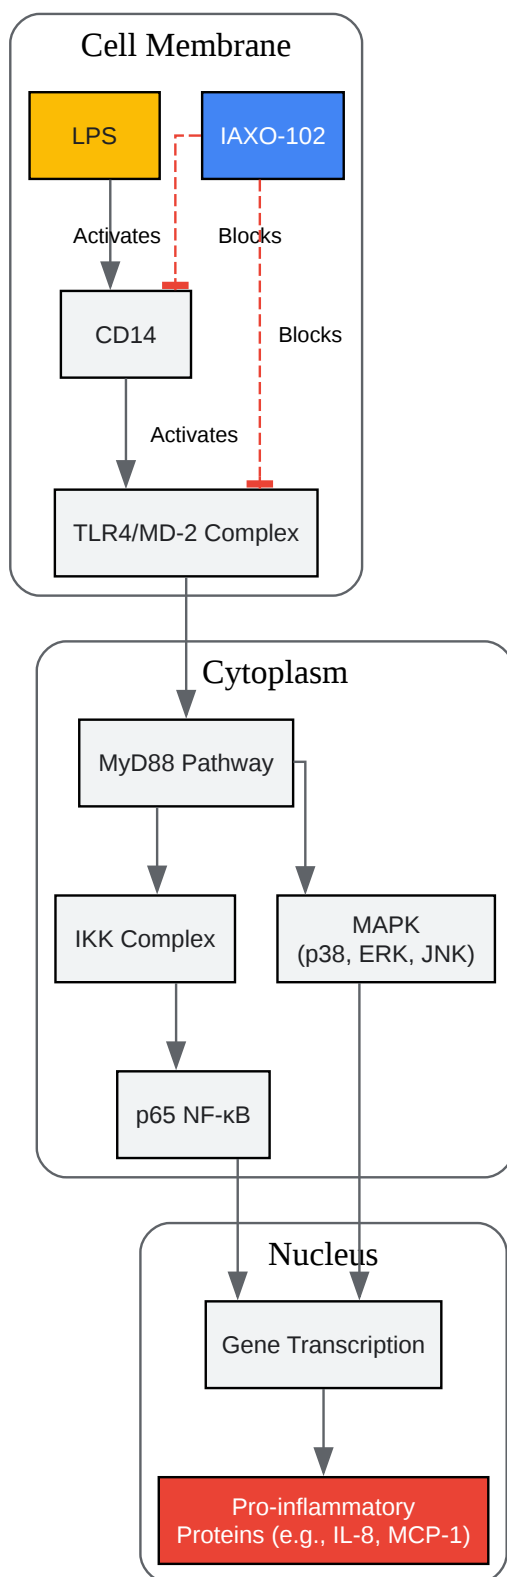 Cell Membrane
LPS
IAXO-102
Activates
Blocks
CD14
Blocks
Activates
TLR4/MD-2 Complex
Cytoplasm
MyD88 Pathway
IKK Complex
MAPK
(p38, ERK, JNK)
p65 NF-κB
Nucleus
Gene Transcription
Pro-inflammatory
Proteins (e.g., IL-8, MCP-1)